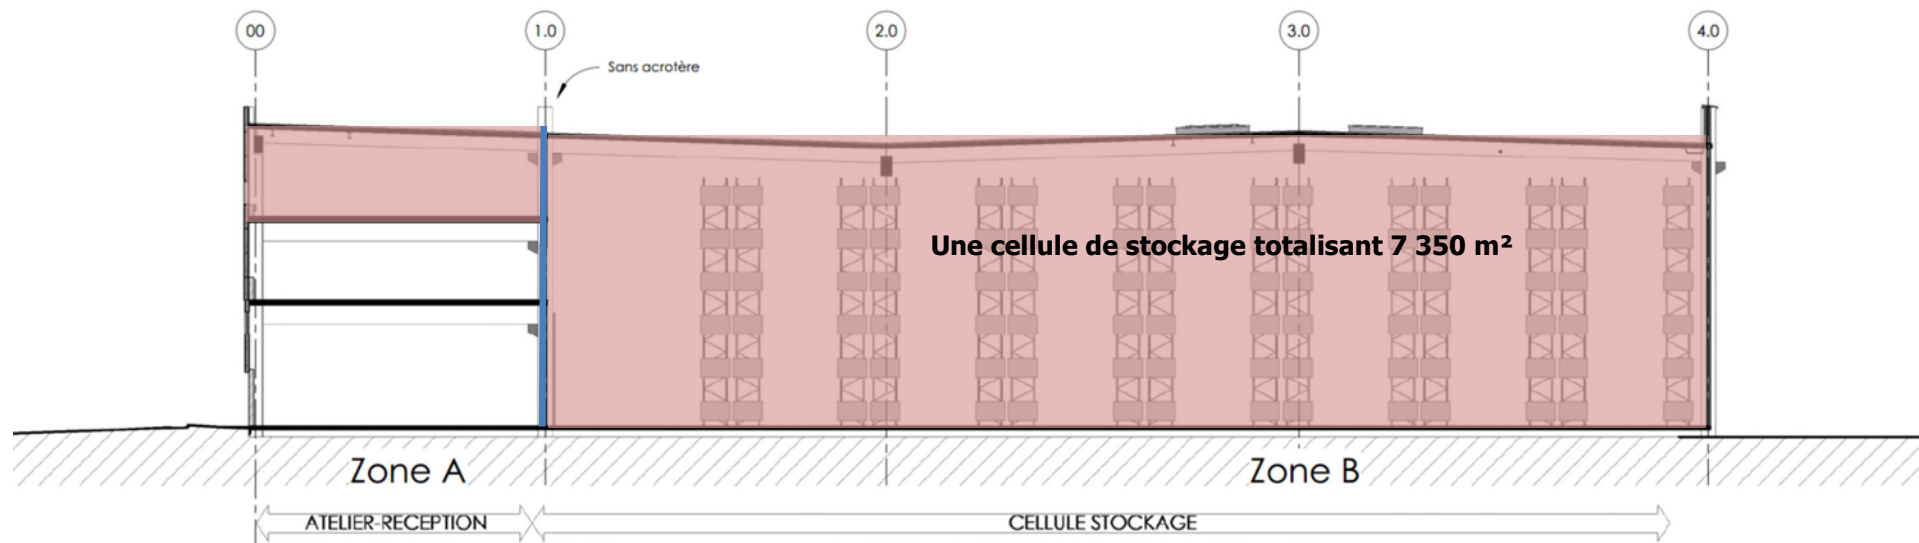 00
1.0
2.0
3.0
4.0
Sans acrotère
Une cellule de stockage totalisant 7 350 m²
Zone A
Zone B
ATELIER-RECEPTION
CELLULE STOCKAGE